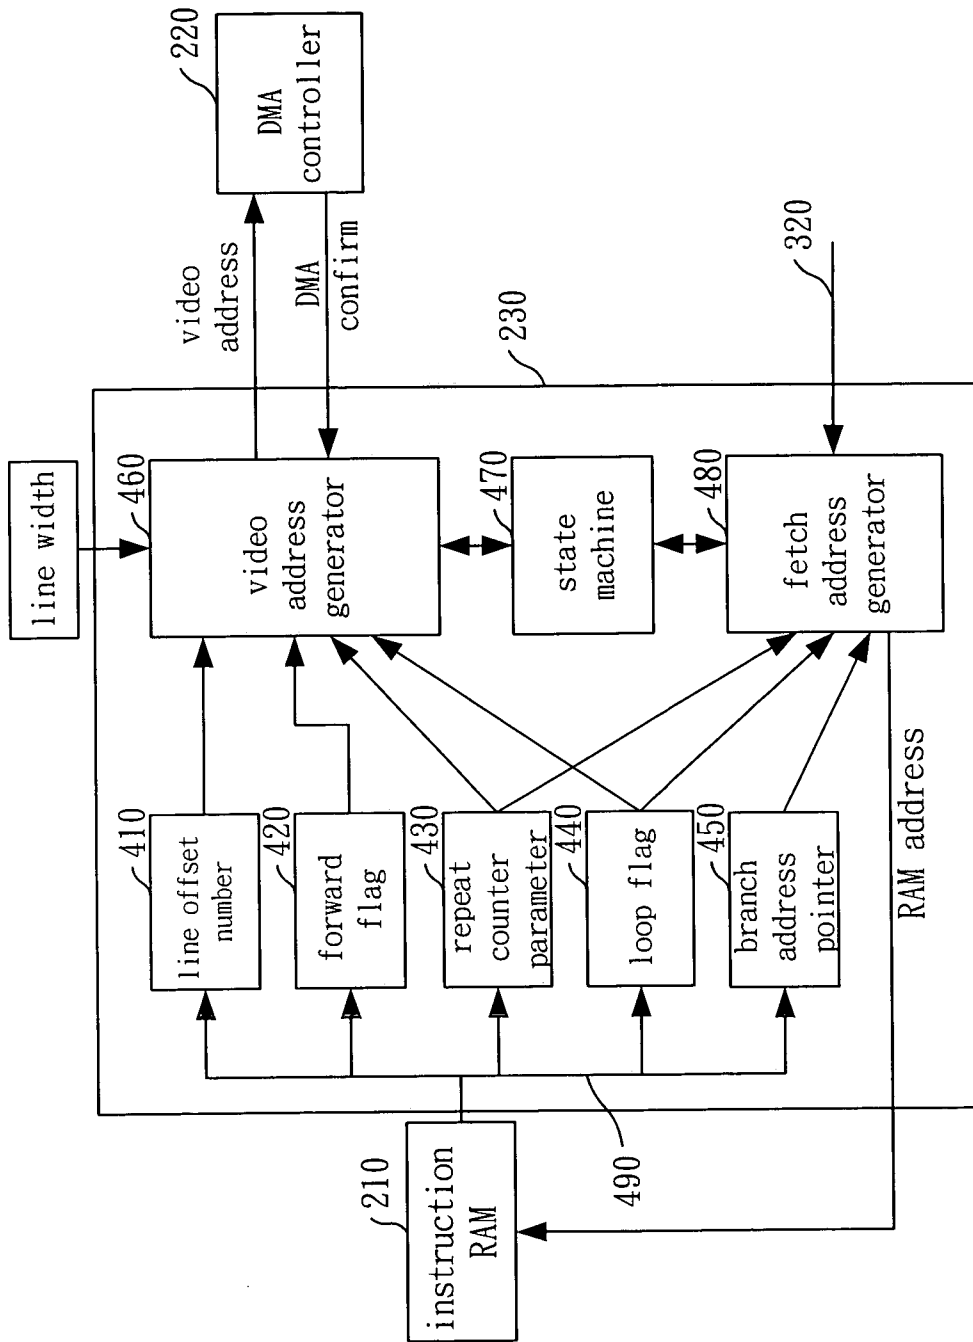 line width
460
video
address
generator
video
address
DMA
confirm
220
DMA
controller
410
line offset
number
420
forward
flag
430
repeat
counter
parameter
440
loop flag
450
branch
address
pointer
470
state
machine
480
fetch
address
generator
230
320
210
instruction
RAM
490
RAM address